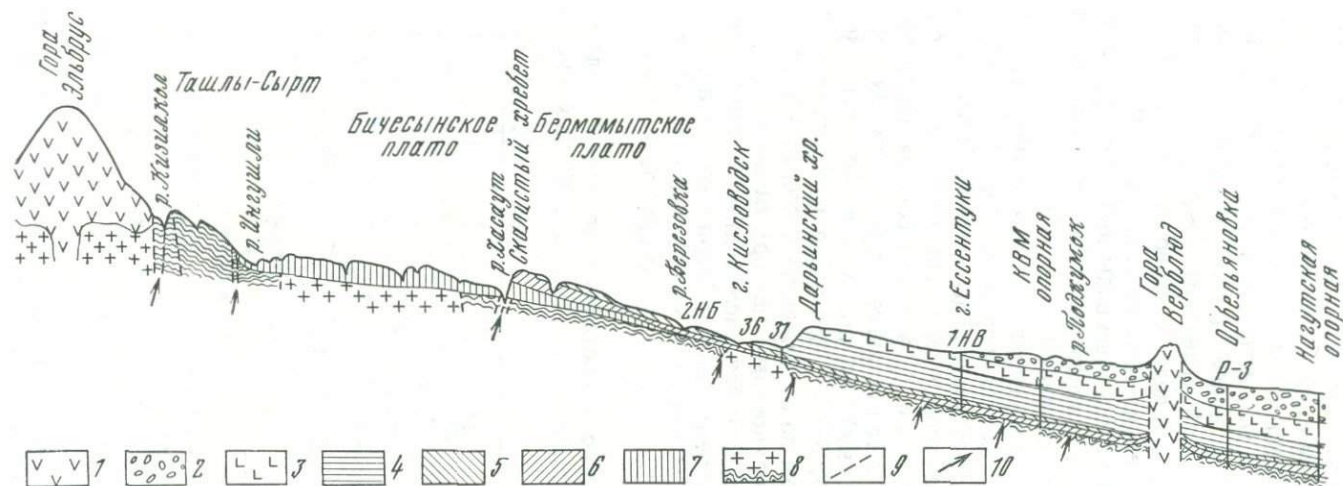 Гора
Эльбрус
р. Кизилкол
Ташлы-Сырт
р. Ингушли
Бичесынское
плато
р. Хасаут
Скалистый хребет
Бермамытское
плато
р. Березовка
2НБ
г. Кисловодск
36
31
Дарьинский хр.
г. Ессентуки
1НВ
КВМ
опорная
р. Подкумок
Гора
Верблюд
Орбельяновка
Р-3
Нагутская
опорная
1
2
3
4
5
6
7
8
9
10